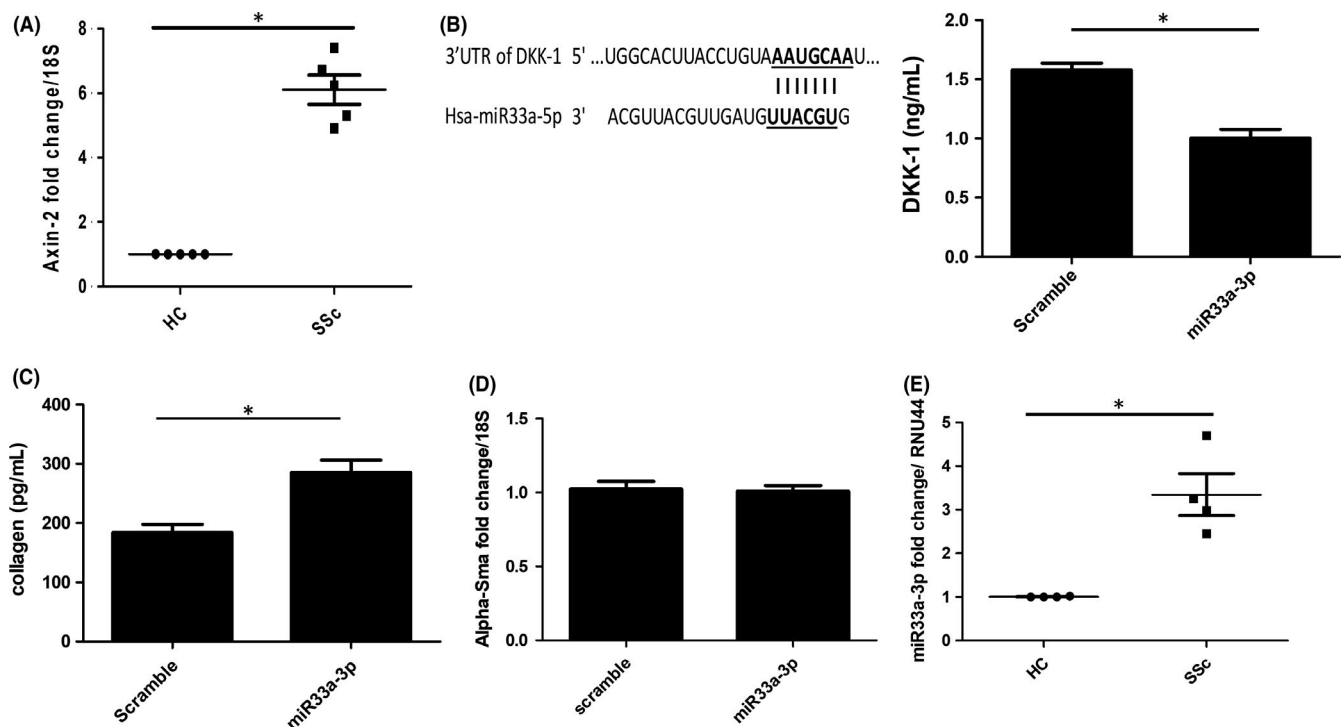 (A)
*
Axin-2 fold change/18S
8
6
4
2
0
HC
SSc
(B)
3'UTR of DKK-1 5' ...UGGCACUUACCUGUAAAUGCAAU...
Hsa-miR33a-5p 3' ACGUUACGUUGAUGUUACGUG
*
DKK-1 (ng/mL)
2.0
1.5
1.0
0.5
0.0
Scramble
miR33a-3p
(C)
*
collagen (pg/mL)
400
300
200
100
0
Scramble
miR33a-3p
(D)
Alpha-Sma fold change/18S
1.5
1.0
0.5
0.0
scramble
miR33a-3p
(E)
*
miR33a-3p fold change/ RNU44
5
4
3
2
1
0
HC
SSc